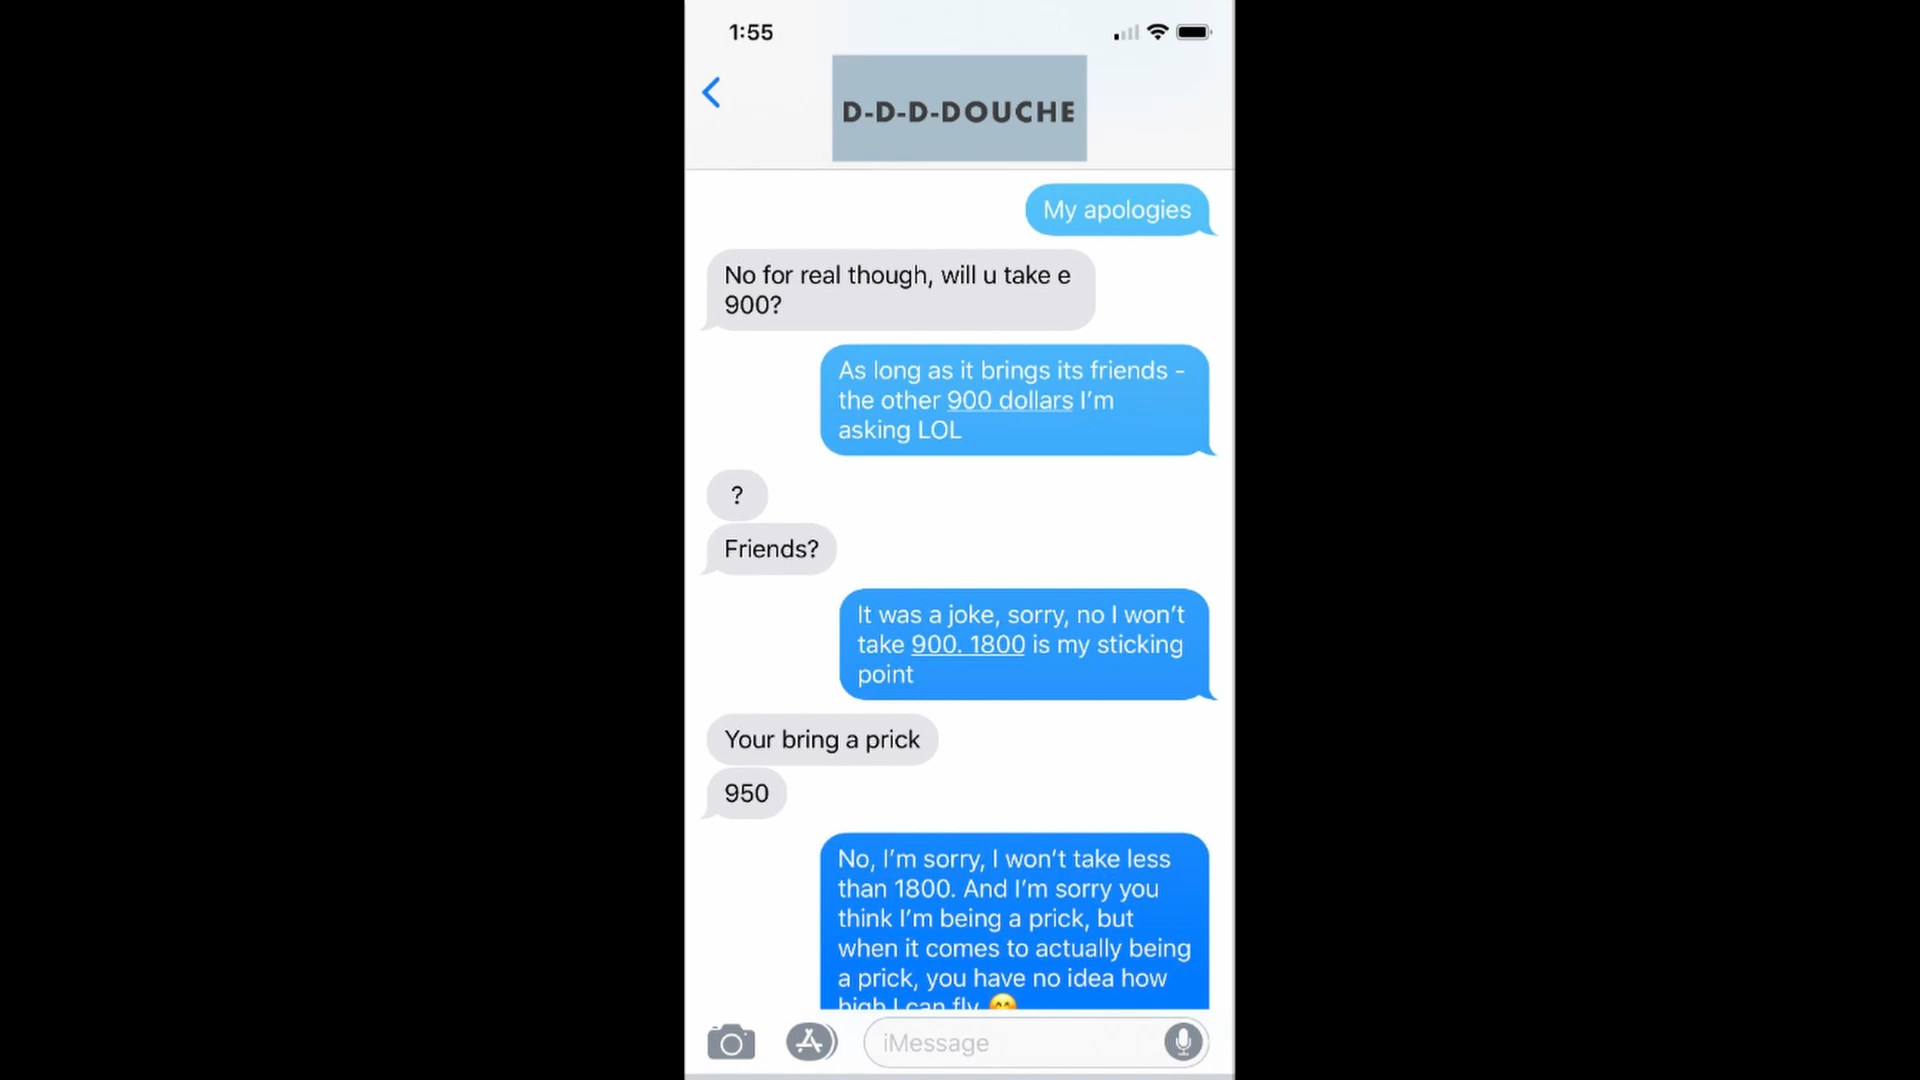 1:55
D-D-D-DOUCHE
My apologies
No for real though, will u take e
900?
As long as it brings its friends -
the other 900 dollars I'm
asking LOL
?
Friends?
It was a joke, sorry, no I won't
take 900. 1800 is my sticking
point
Your bring a prick
950
No, I'm sorry, I won't take less
than 1800. And I'm sorry you
think I'm being a prick, but
when it comes to actually being
a prick, you have no idea how
high I can fly 😁
iMessage